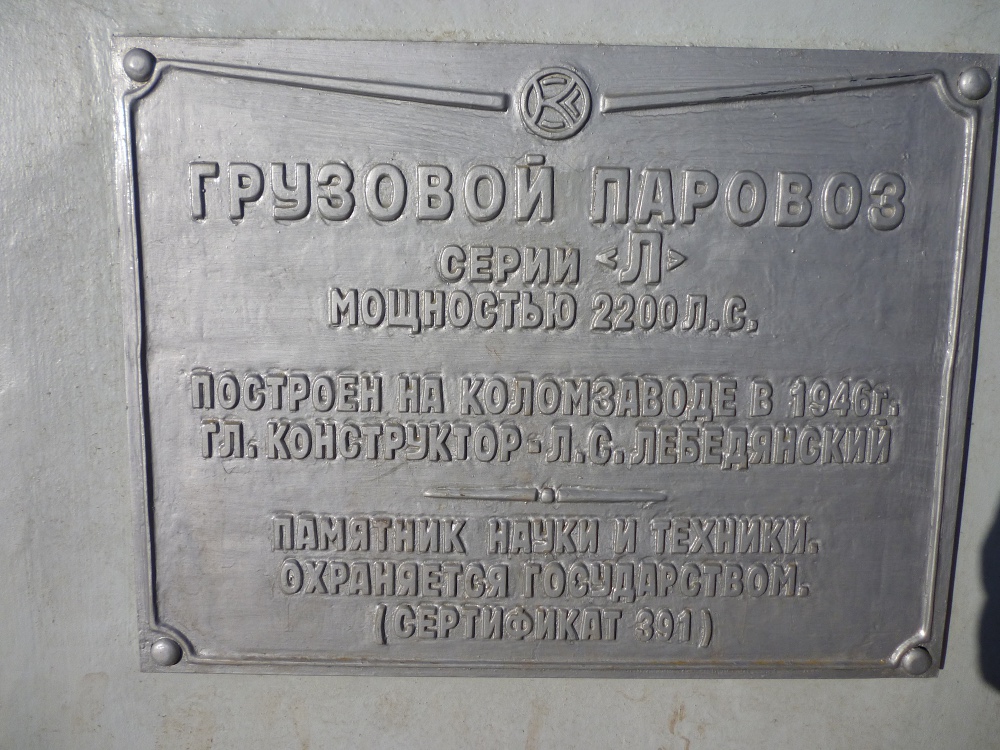 ГРУЗОВОЙ ПАРОВОЗ
СЕРИИ «Л»
МОЩНОСТЬЮ 2200 Л.С.
ПОСТРОЕН НА КОЛОМЗАВОДЕ В 1946г.
ГЛ. КОНСТРУКТОР - Л.С. ЛЕБЕДЯНСКИЙ
ПАМЯТНИК НАУКИ И ТЕХНИКИ.
ОХРАНЯЕТСЯ ГОСУДАРСТВОМ.
(СЕРТИФИКАТ 391)